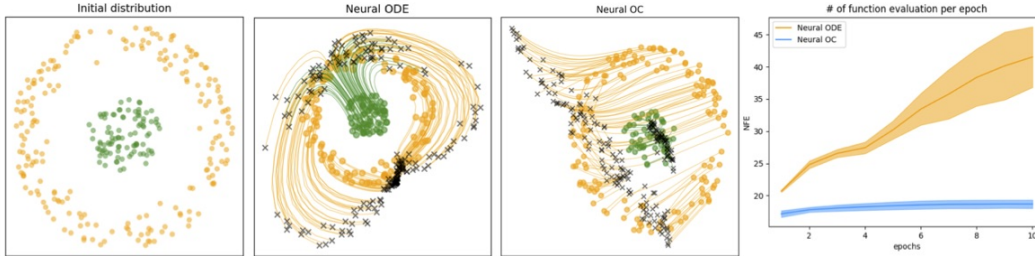 Initial distribution
Neural ODE
Neural OC
# of function evaluation per epoch
Neural ODE
Neural OC
45
40
35
30
25
20
NFE
2
4
6
8
10
epochs